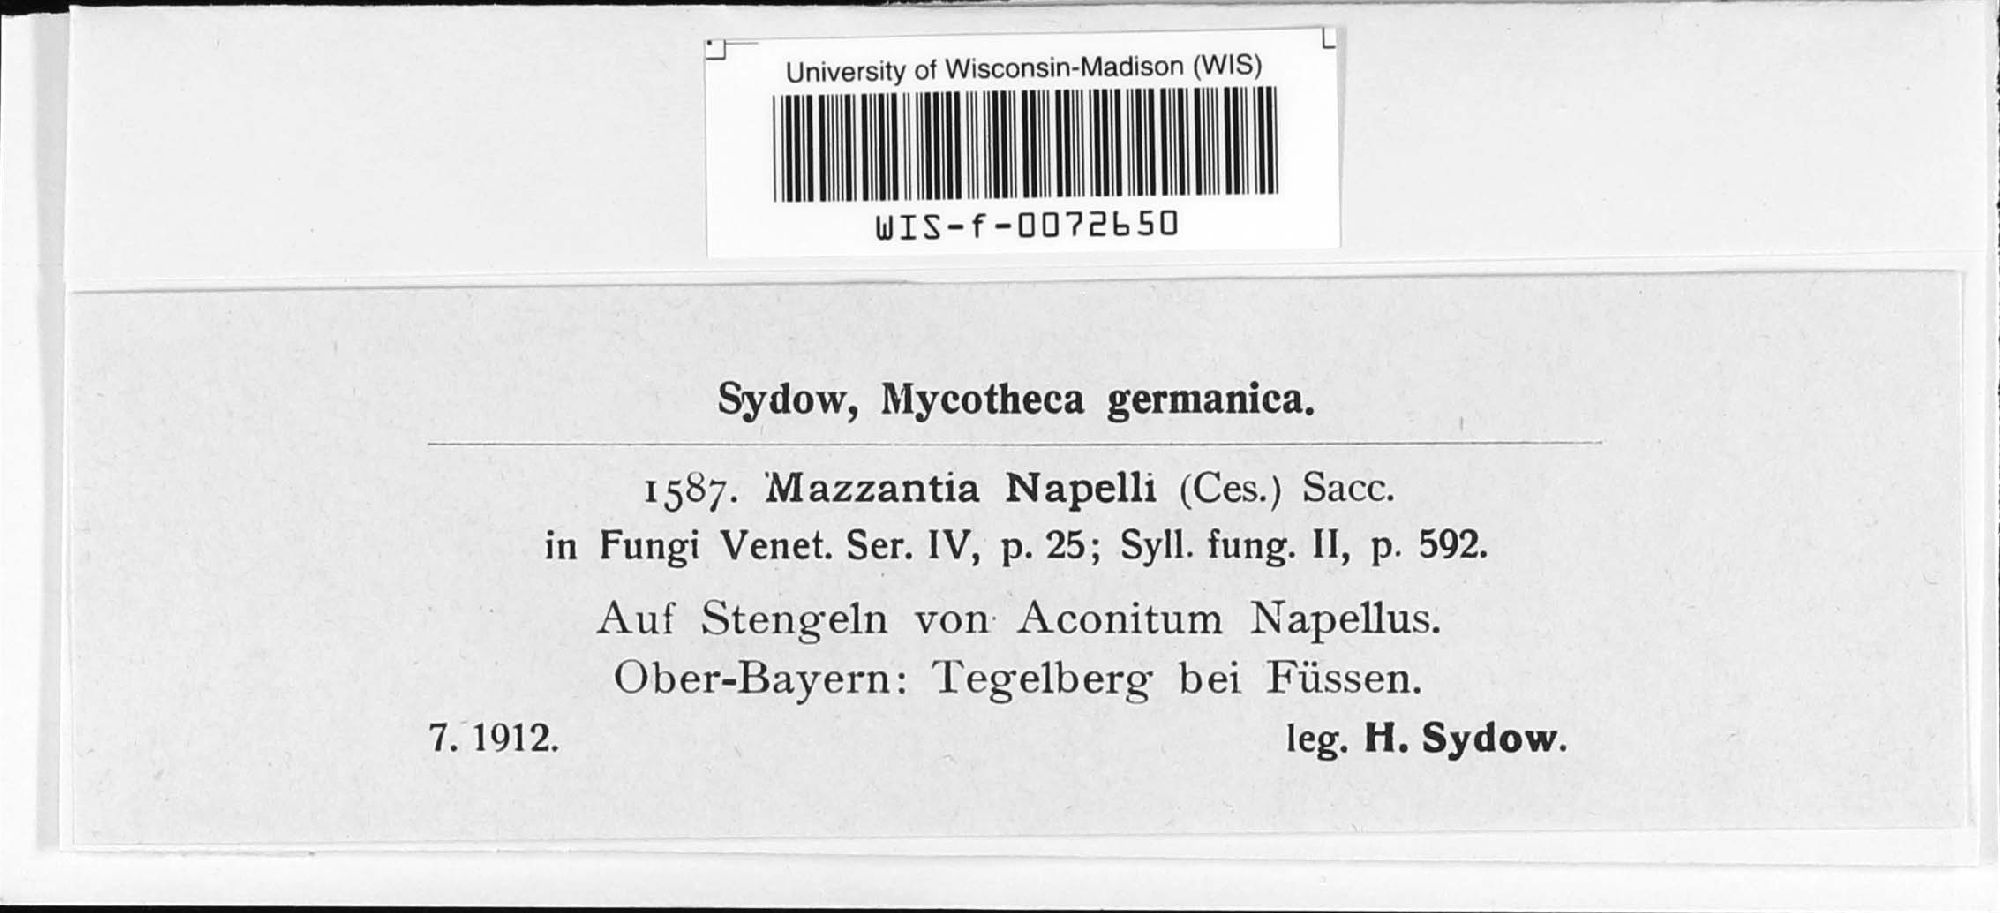 University of Wisconsin-Madison (WIS)
WIS-f-0072650
Sydow, Mycotheca germanica.
1587. Mazzantia Napelli (Ces.) Sacc.
in Fungi Venet. Ser. IV, p. 25; Syll. fung. II, p. 592.
Auf Stengeln von Aconitum Napellus.
Ober-Bayern: Tegelberg bei Füssen.
7. 1912. leg. H. Sydow.